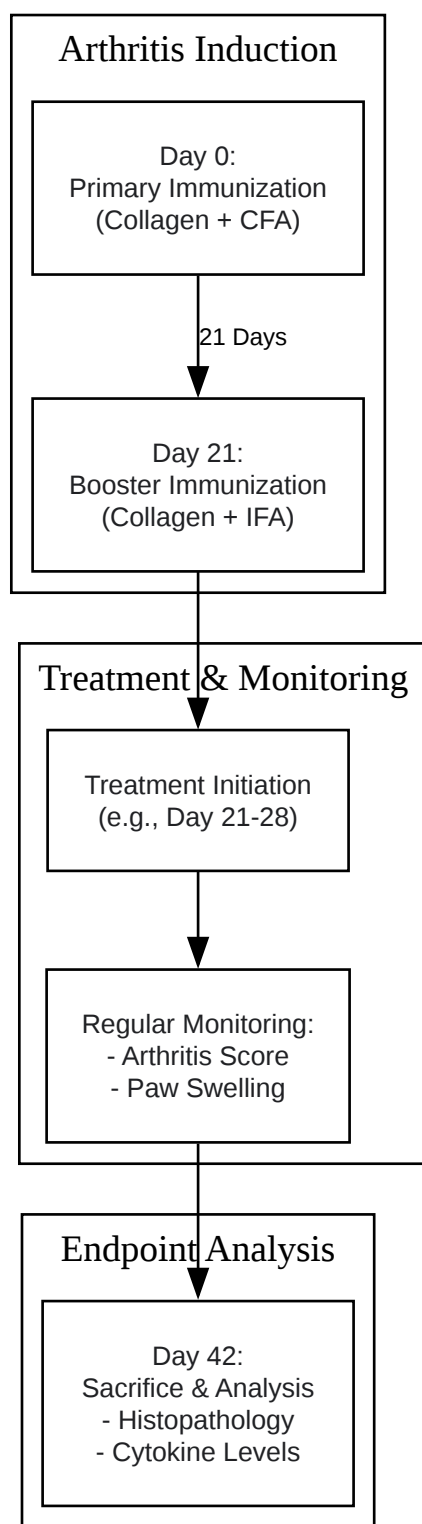 Arthritis Induction
Day 0:
Primary Immunization
(Collagen + CFA)
21 Days
Day 21:
Booster Immunization
(Collagen + IFA)
Treatment & Monitoring
Treatment Initiation
(e.g., Day 21-28)
Regular Monitoring:
- Arthritis Score
- Paw Swelling
Endpoint Analysis
Day 42:
Sacrifice & Analysis
- Histopathology
- Cytokine Levels